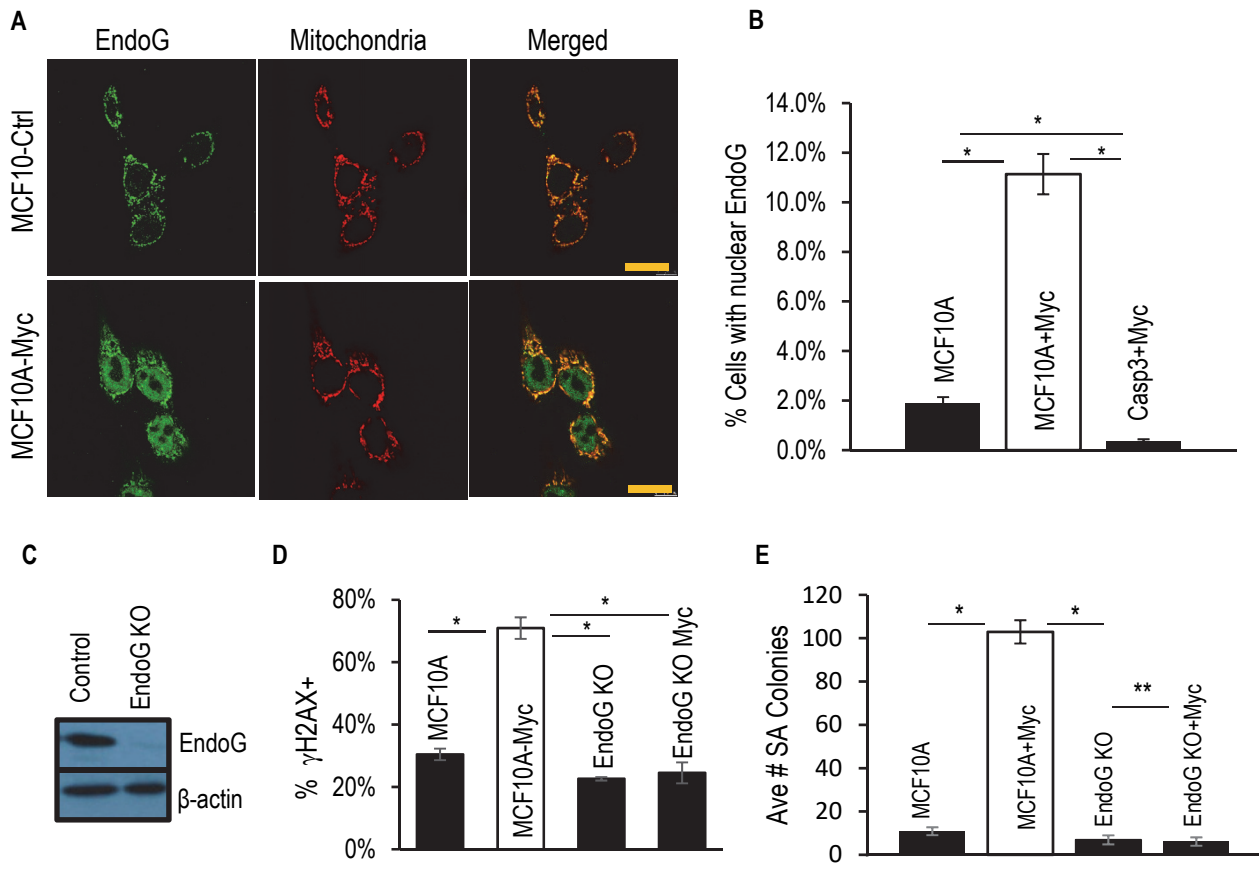 A
EndoG
Mitochondria
Merged
MCF10-Ctrl
MCF10A-Myc
B
% Cells with nuclear EndoG
14.0%
12.0%
10.0%
8.0%
6.0%
4.0%
2.0%
0.0%
*
*
*
MCF10A
MCF10A+Myc
Casp3+Myc
C
Control
EndoG KO
EndoG
β-actin
D
% γH2AX+
80%
60%
40%
20%
0%
*
*
*
MCF10A
MCF10A-Myc
EndoG KO
EndoG KO Myc
E
Ave # SA Colonies
120
100
80
60
40
20
0
*
*
**
MCF10A
MCF10A+Myc
EndoG KO
EndoG KO+Myc